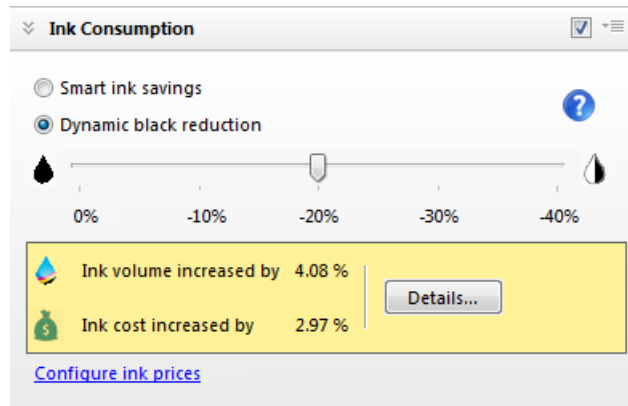 Ink Consumption
Smart ink savings
?
Dynamic black reduction
0% -10% -20% -30% -40%
Ink volume increased by 4.08 %
Details...
$ Ink cost increased by 2.97 %
Configure ink prices